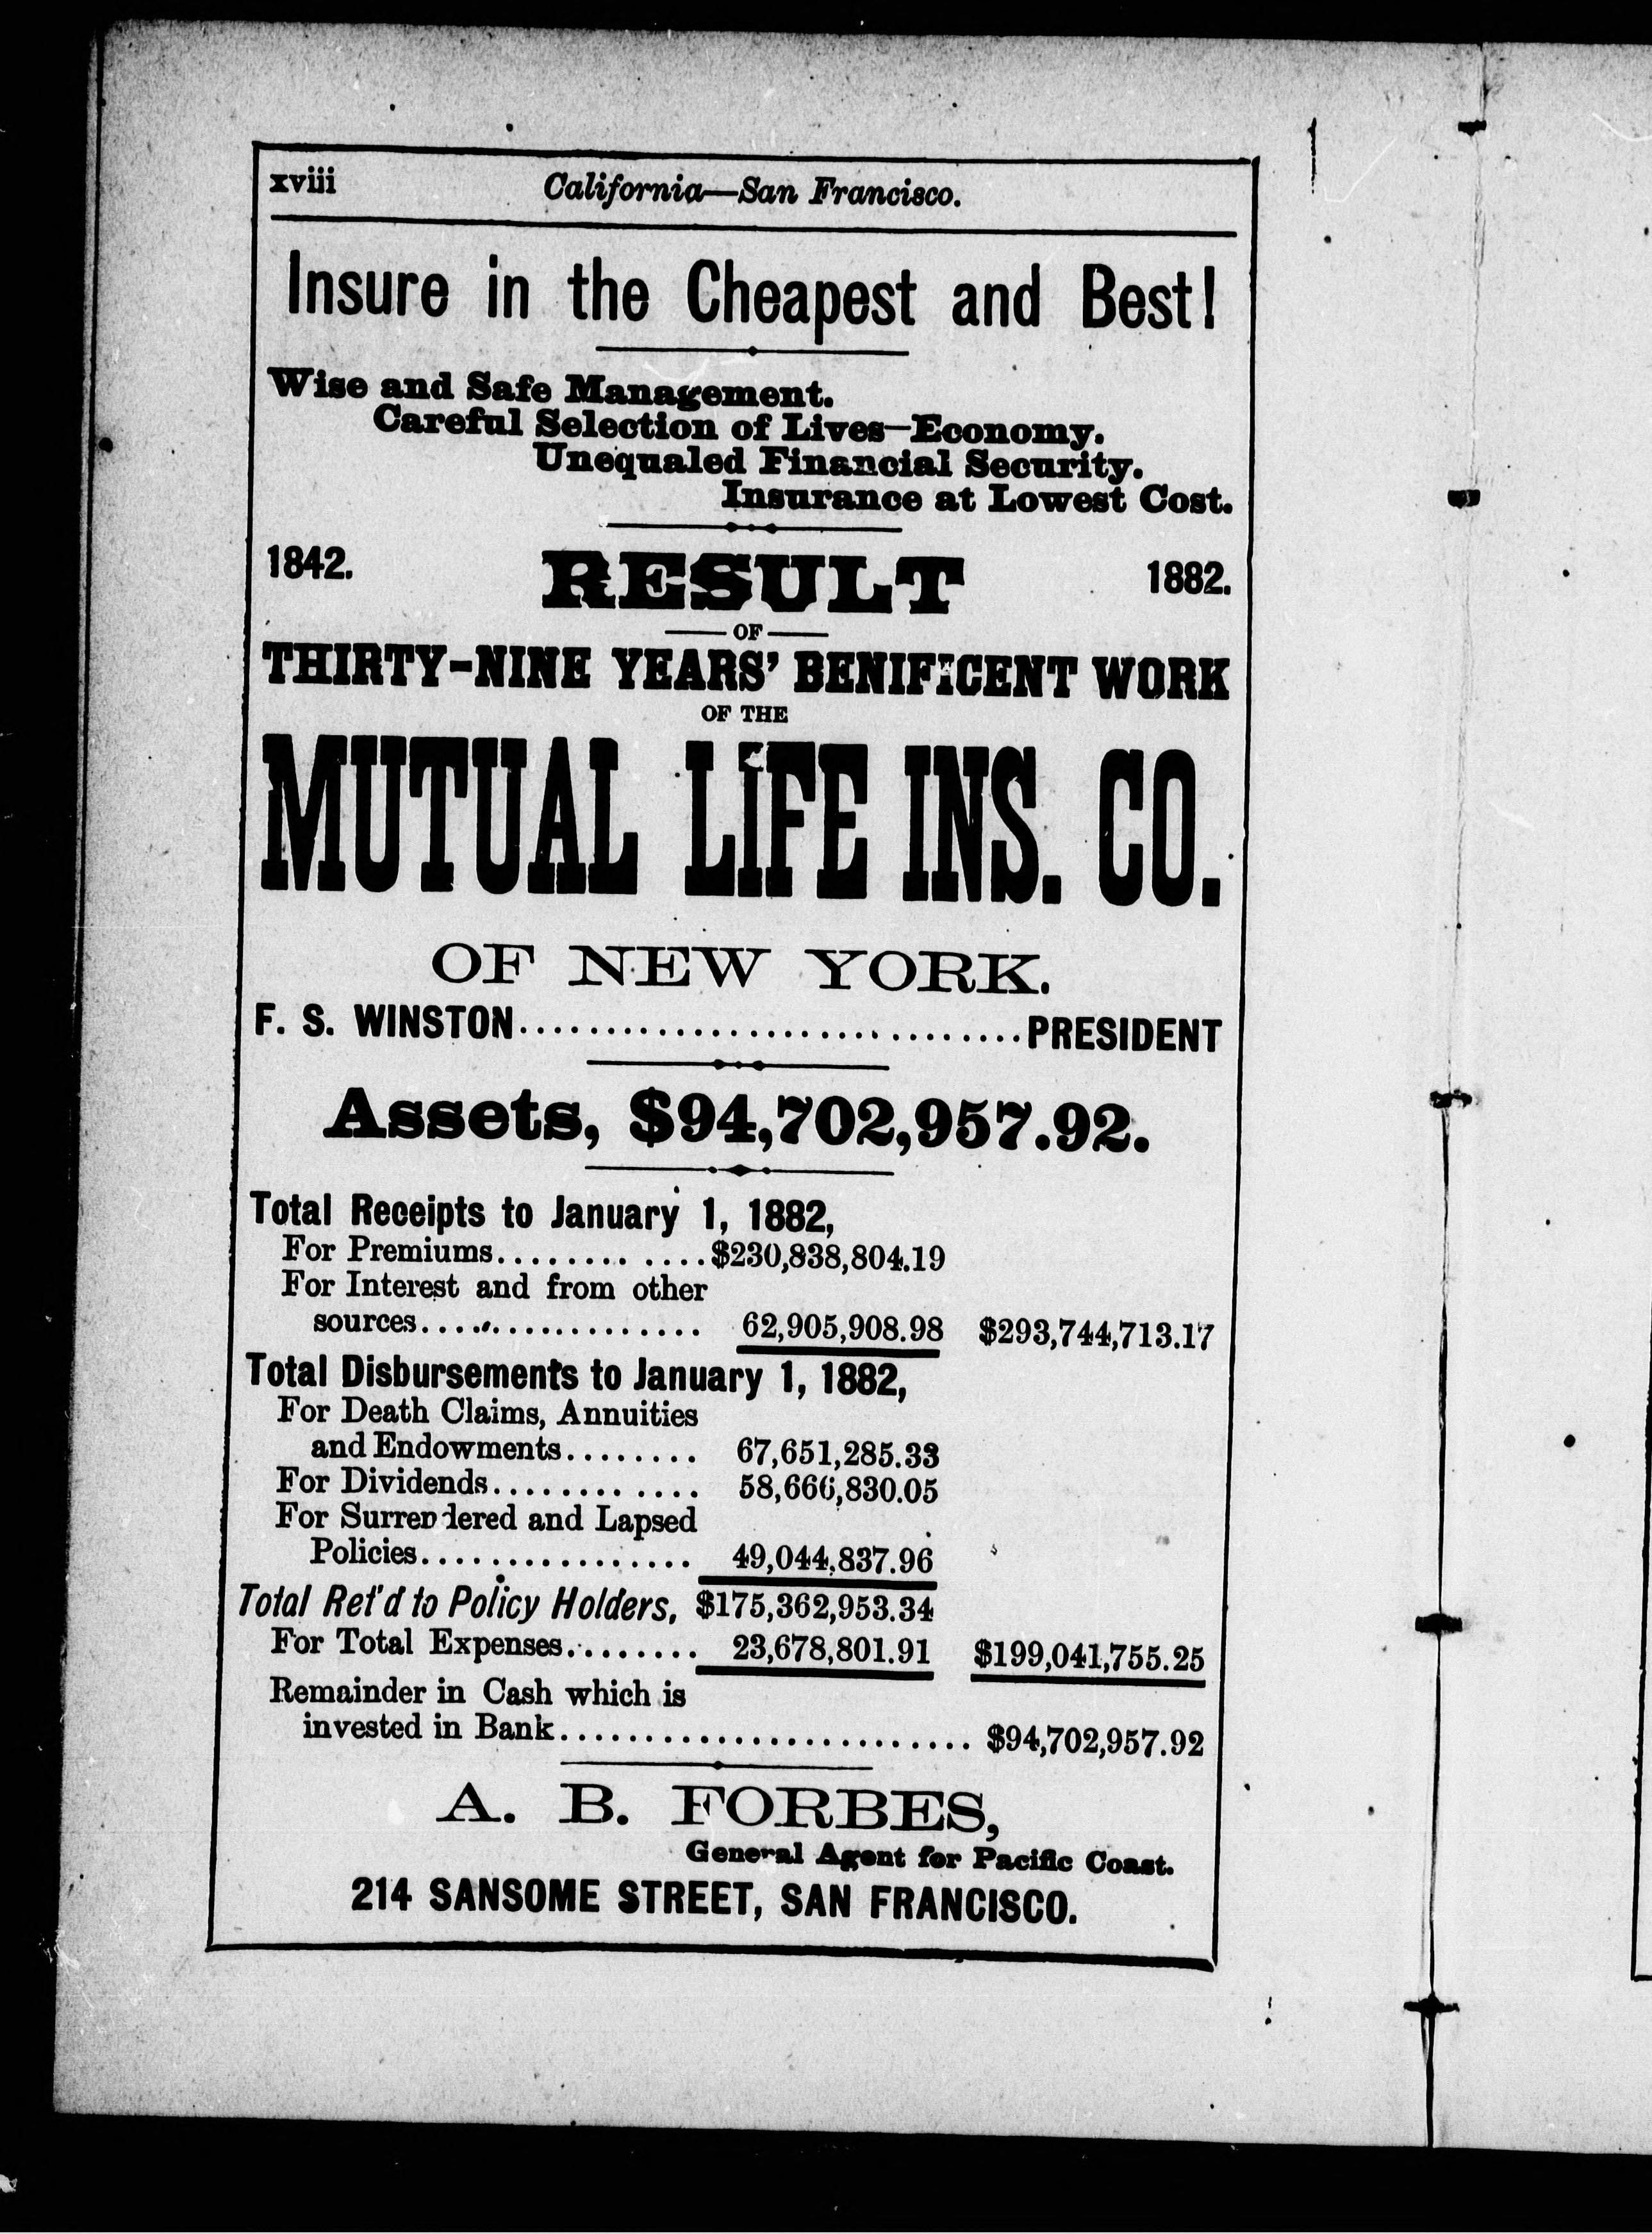 xviii California—San Francisco.
Insure in the Cheapest and Best!
Wise and Safe Management.
Careful Selection of Lives—Economy.
Unequaled Financial Security.
Insurance at Lowest Cost.
1842. RESULT 1882.
OF
THIRTY-NINE YEARS' BENIFICENT WORK
OF THE
MUTUAL LIFE INS. CO.
OF NEW YORK.
F. S. WINSTON..............................PRESIDENT
Assets, $94,702,957.92.
Total Receipts to January 1, 1882,
For Premiums............$230,838,804.19
For Interest and from other
sources................. 62,905,908.98 $293,744,713.17
Total Disbursements to January 1, 1882,
For Death Claims, Annuities
and Endowments........ 67,651,285.33
For Dividends............ 58,666,830.05
For Surrendered and Lapsed
Policies................ 49,044,837.96
Total Ret'd to Policy Holders, $175,362,953.34
For Total Expenses........ 23,678,801.91 $199,041,755.25
Remainder in Cash which is
invested in Bank......................... $94,702,957.92
A. B. FORBES,
General Agent for Pacific Coast.
214 SANSOME STREET, SAN FRANCISCO.